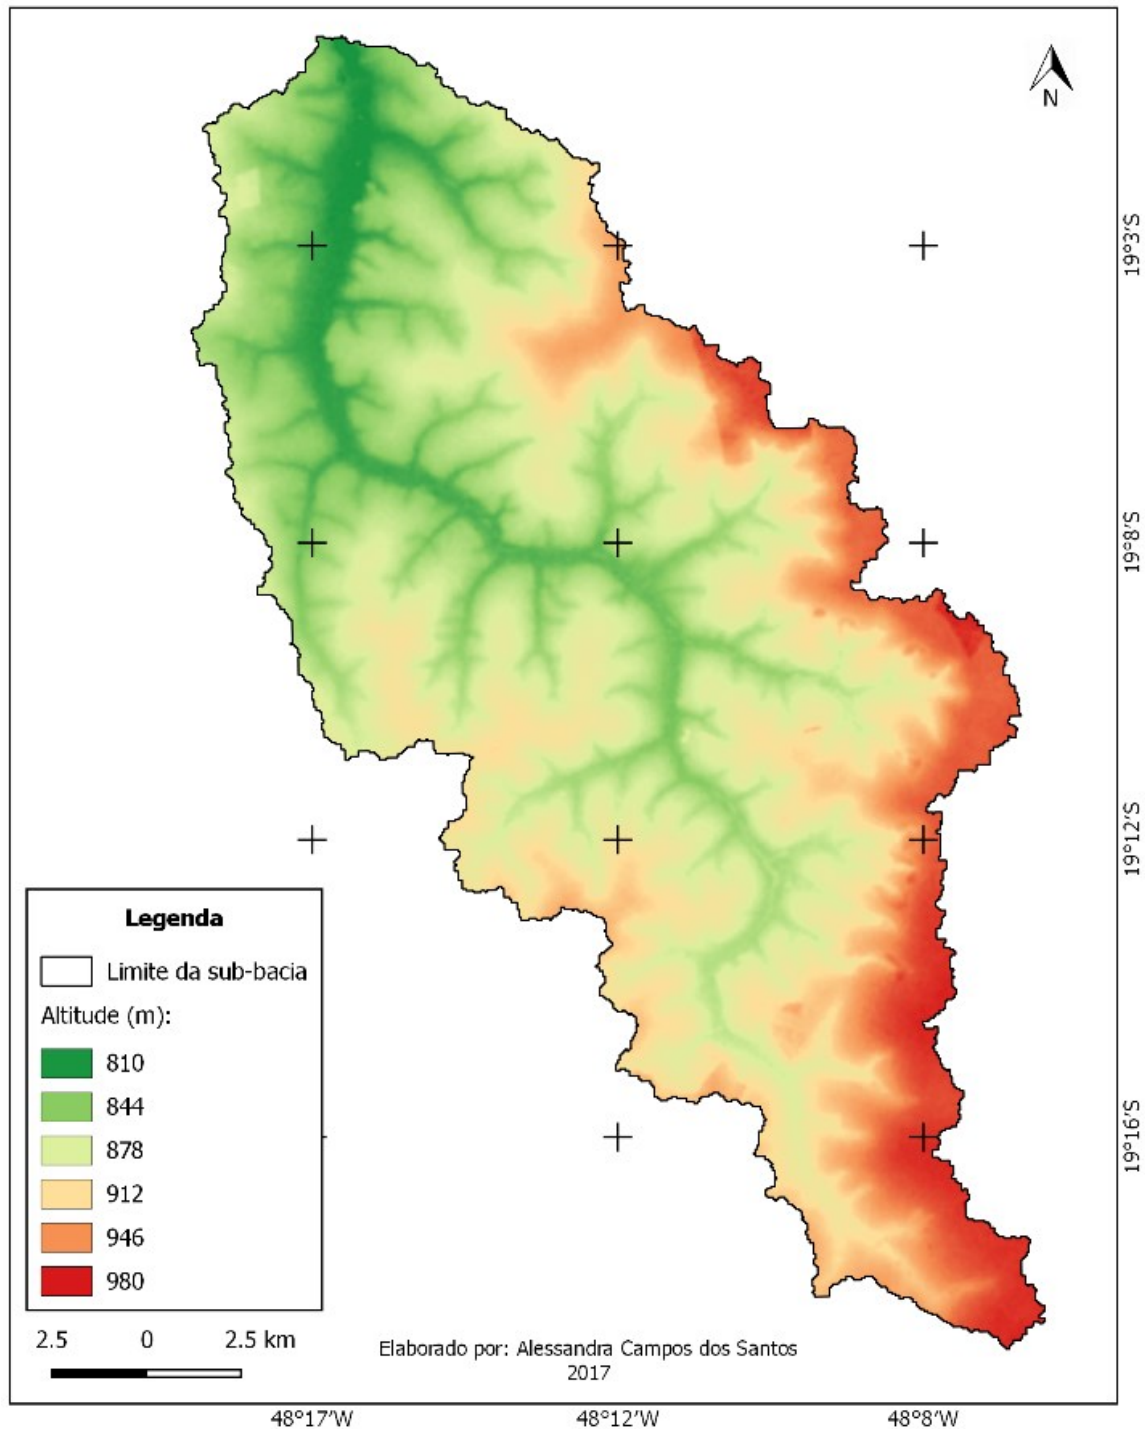 N
19°3'S
19°8'S
19°12'S
19°16'S
Legenda
Limite da sub-bacia
Altitude (m):
810
844
878
912
946
980
2.5 0 2.5 km
Elaborado por: Alessandra Campos dos Santos
2017
48°17'W 48°12'W 48°8'W